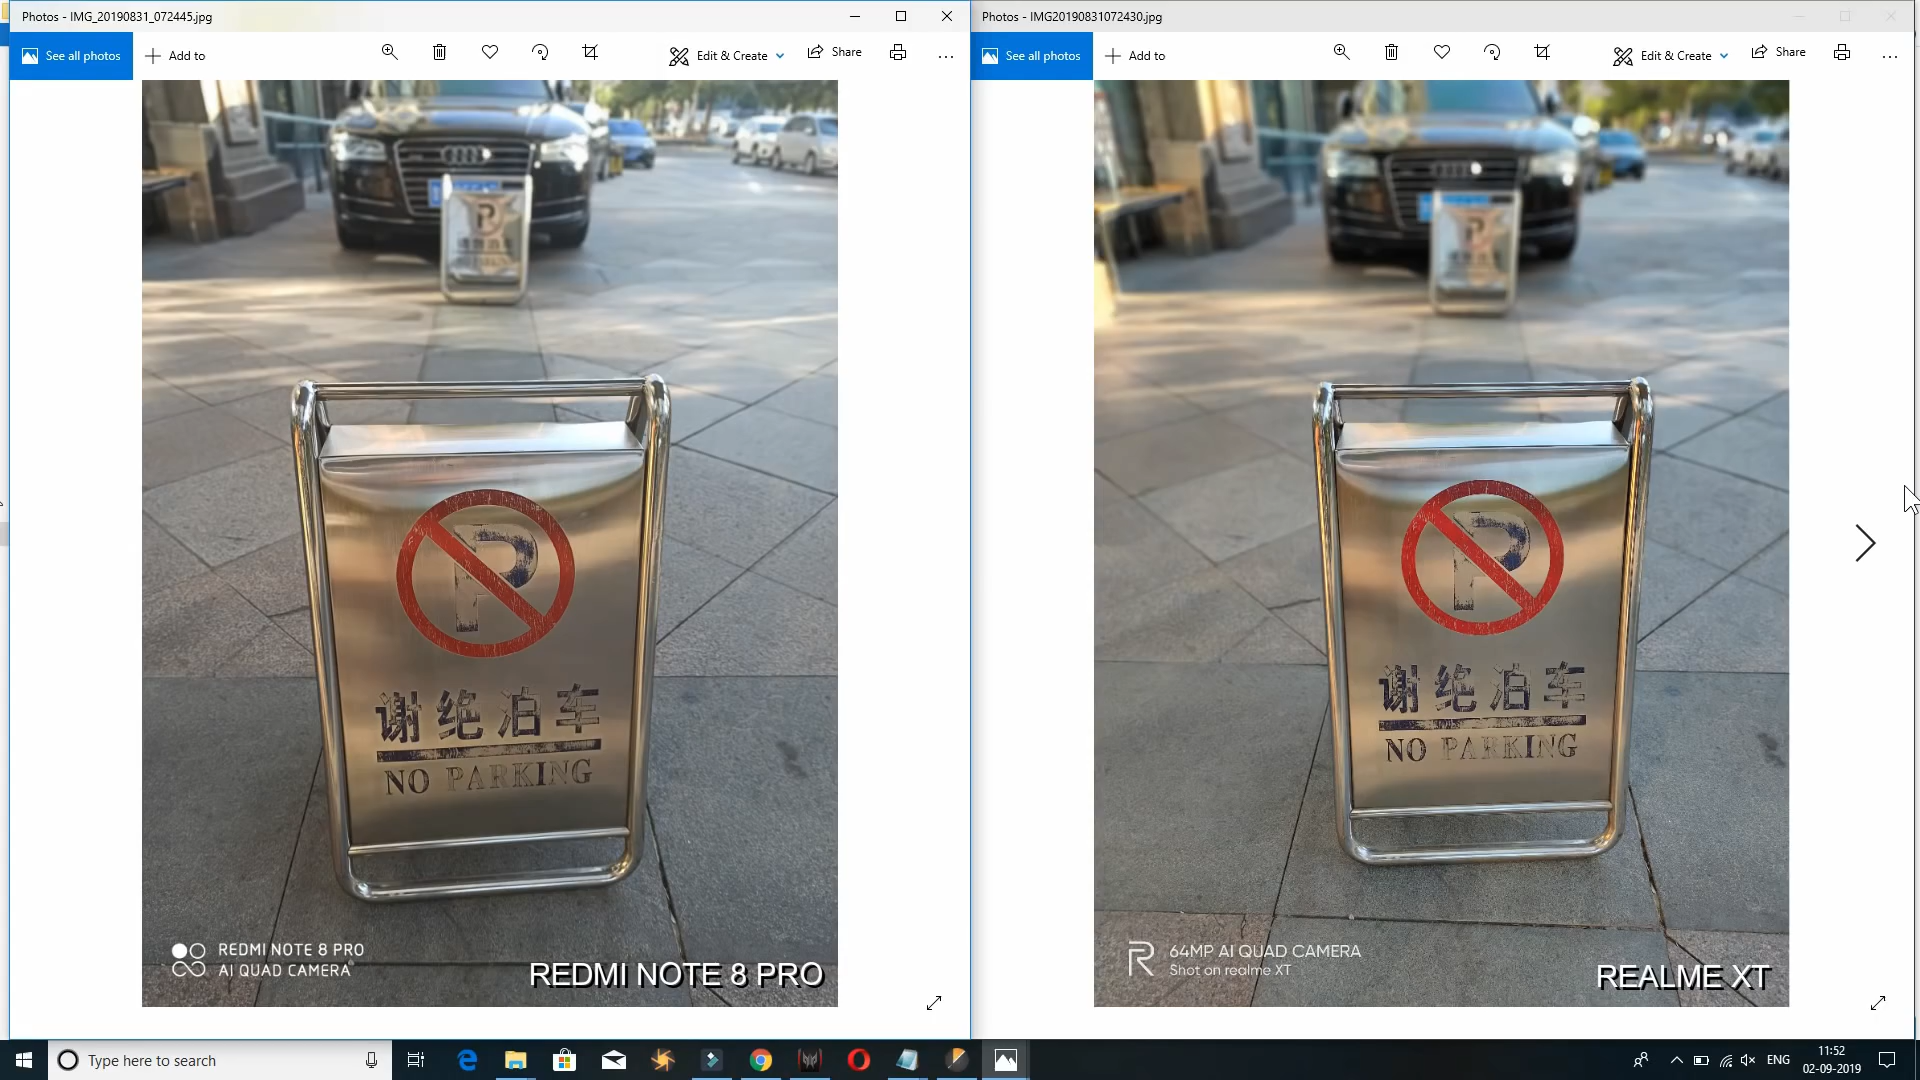 Photos - IMG_20190831_072445.jpg
See all photos
Add to
Edit & Create
Share
谢绝泊车
NO PARKING
REDMI NOTE 8 PRO
AI QUAD CAMERA
REDMI NOTE 8 PRO
Photos - IMG20190831072430.jpg
See all photos
Add to
Edit & Create
Share
谢绝泊车
NO PARKING
64MP AI QUAD CAMERA
Shot on realme XT
REALME XT
Type here to search
ENG
11:52
02-09-2019